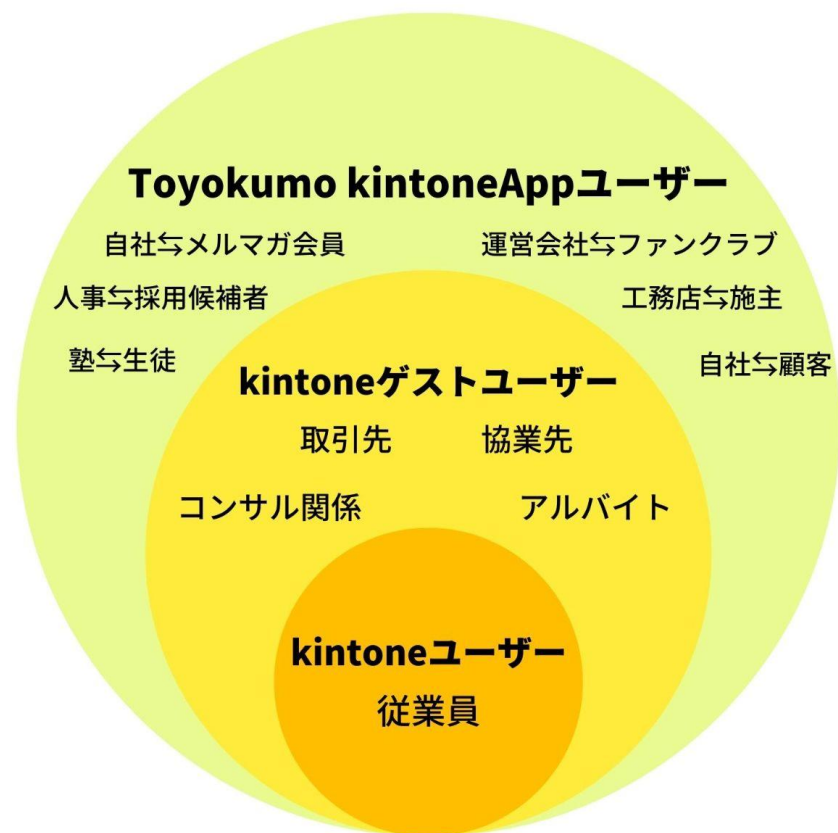 Toyokumo kintoneAppユーザー
自社⇆メルマガ会員 運営会社⇆ファンクラブ
人事⇆採用候補者 工務店⇆施主
塾⇆生徒 自社⇆顧客
kintoneゲストユーザー
取引先 協業先
コンサル関係 アルバイト
kintoneユーザー
従業員